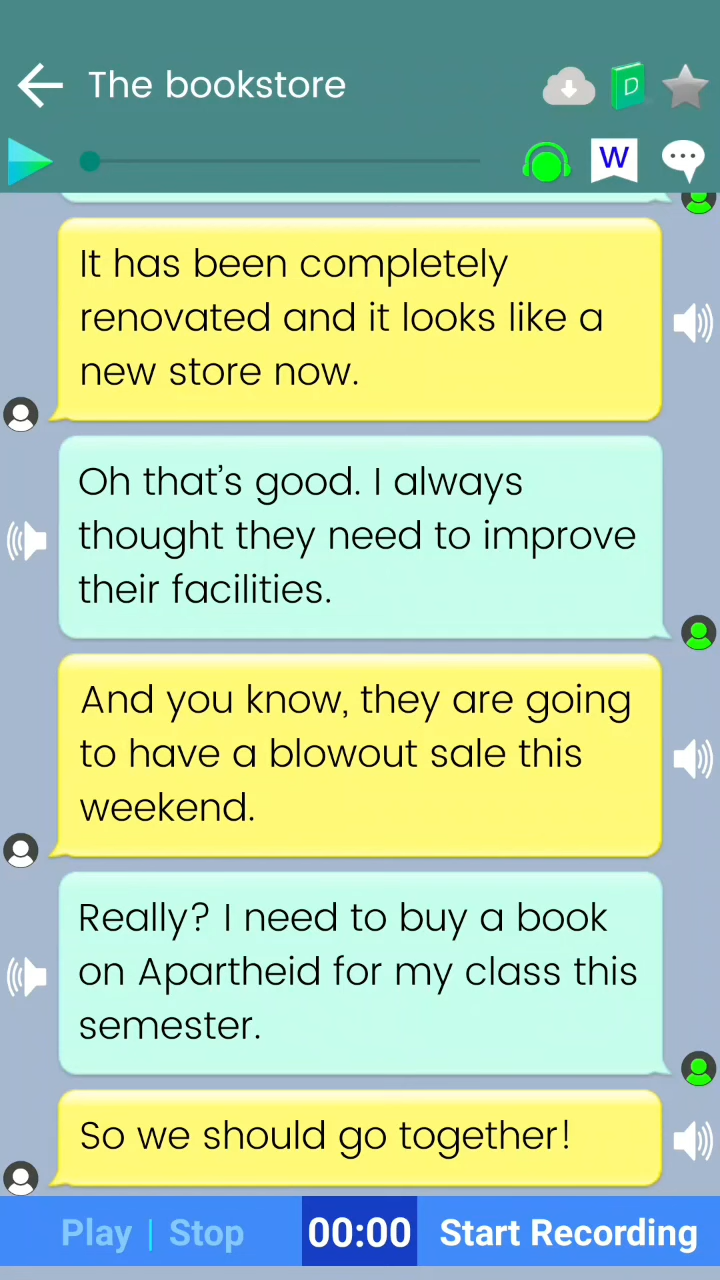 The bookstore
D
W
It has been completely
renovated and it looks like a
new store now.
Oh that's good. I always
thought they need to improve
their facilities.
And you know, they are going
to have a blowout sale this
weekend.
Really? I need to buy a book
on Apartheid for my class this
semester.
So we should go together!
Play | Stop 00:00 Start Recording